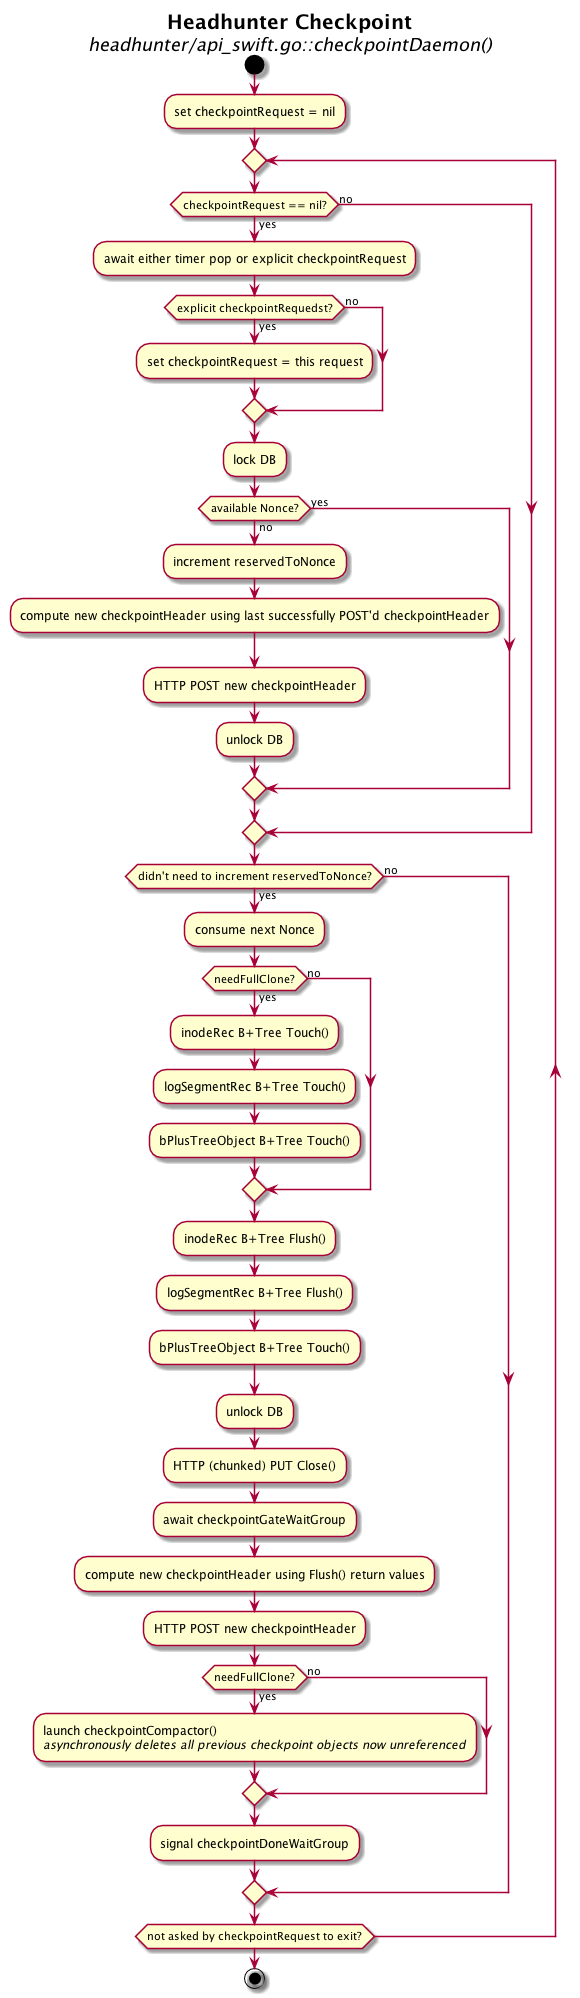 Headhunter Checkpoint
headhunter/api_swift.go::checkpointDaemon()
set checkpointRequest = nil
checkpointRequest == nil?
no
yes
await either timer pop or explicit checkpointRequest
explicit checkpointRequedst?
no
yes
set checkpointRequest = this request
lock DB
available Nonce?
yes
no
increment reservedToNonce
compute new checkpointHeader using last successfully POST'd checkpointHeader
HTTP POST new checkpointHeader
unlock DB
didn't need to increment reservedToNonce?
no
yes
consume next Nonce
needFullClone?
no
yes
inodeRec B+Tree Touch()
logSegmentRec B+Tree Touch()
bPlusTreeObject B+Tree Touch()
inodeRec B+Tree Flush()
logSegmentRec B+Tree Flush()
bPlusTreeObject B+Tree Touch()
unlock DB
HTTP (chunked) PUT Close()
await checkpointGateWaitGroup
compute new checkpointHeader using Flush() return values
HTTP POST new checkpointHeader
needFullClone?
no
yes
launch checkpointCompactor()
asynchronously deletes all previous checkpoint objects now unreferenced
signal checkpointDoneWaitGroup
not asked by checkpointRequest to exit?